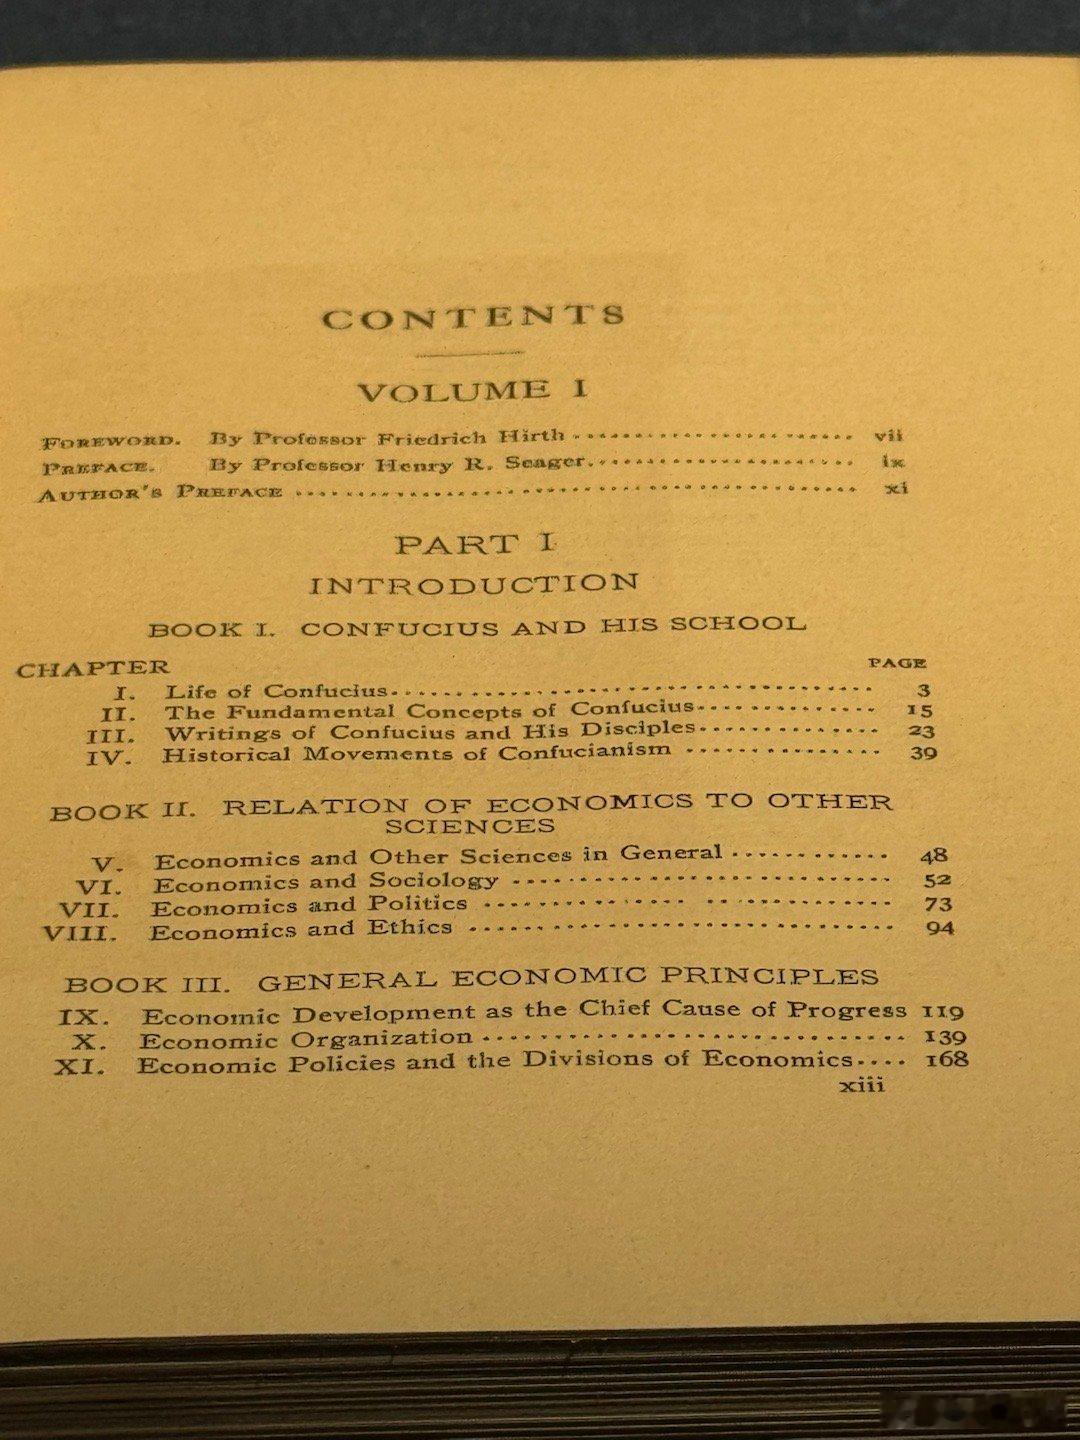 CONTENTS
VOLUME I
FOREWORD. By Professor Friedrich Hirth .......................... vii
PREFACE. By Professor Henry R. Seager.......................... ix
AUTHOR'S PREFACE .......................................................... xi
PART I
INTRODUCTION
BOOK I. CONFUCIUS AND HIS SCHOOL
CHAPTER PAGE
I. Life of Confucius............................................. 3
II. The Fundamental Concepts of Confucius................ 15
III. Writings of Confucius and His Disciples............... 23
IV. Historical Movements of Confucianism ................. 39
BOOK II. RELATION OF ECONOMICS TO OTHER
SCIENCES
V. Economics and Other Sciences in General ............. 48
VI. Economics and Sociology ................................. 52
VII. Economics and Politics ................................. 73
VIII. Economics and Ethics ................................. 94
BOOK III. GENERAL ECONOMIC PRINCIPLES
IX. Economic Development as the Chief Cause of Progress 119
X. Economic Organization ................................. 139
XI. Economic Policies and the Divisions of Economics.... 168
xiii